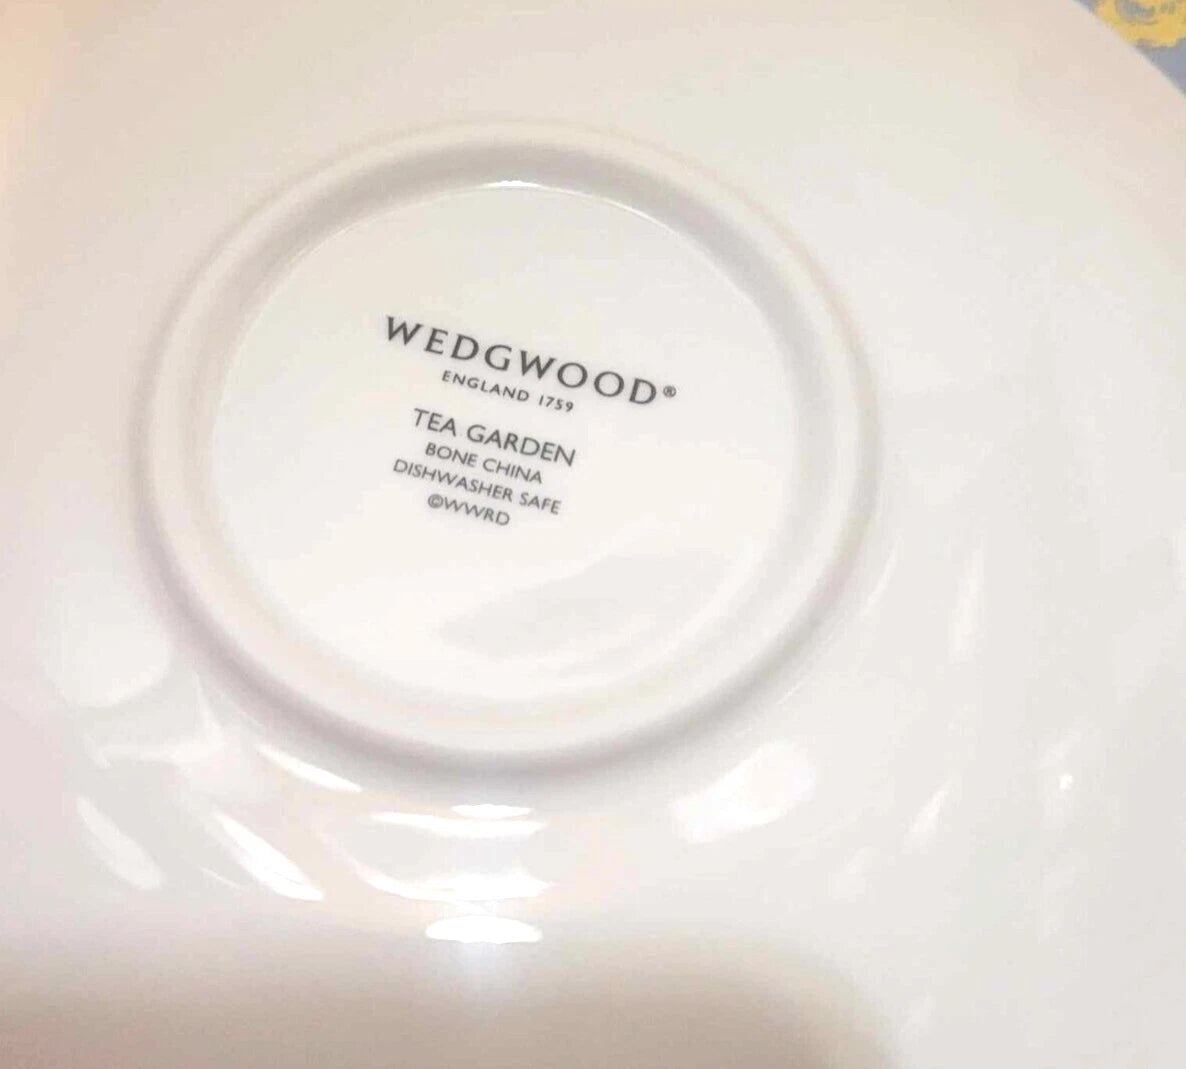 WEDGWOOD®
ENGLAND 1759
TEA GARDEN
BONE CHINA
DISHWASHER SAFE
©WWRD